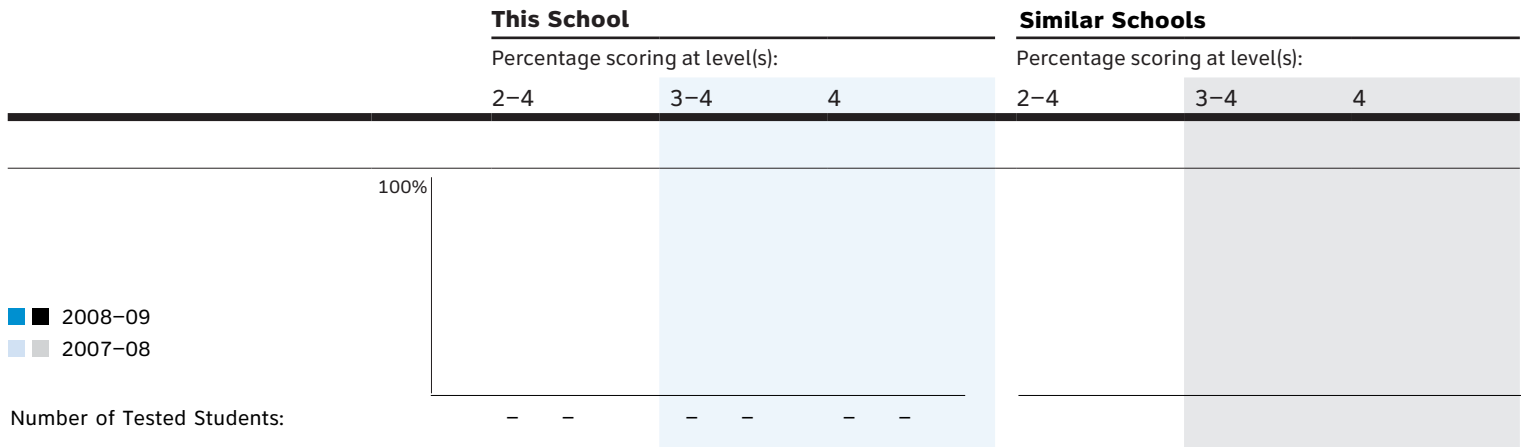 This School Similar Schools
Percentage scoring at level(s): Percentage scoring at level(s):
2–4 3–4 4 2–4 3–4 4
100%
2008–09
2007–08
Number of Tested Students: – – – – – –